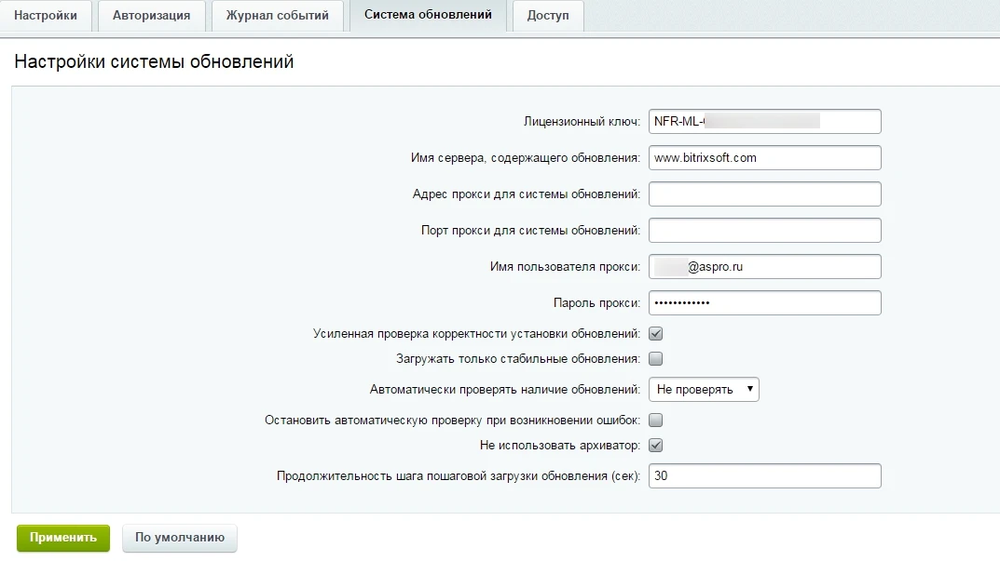 Настройки Авторизация Журнал событий Система обновлений Доступ
Настройки системы обновлений
Лицензионный ключ: NFR-ML-
Имя сервера, содержащего обновления: www.bitrixsoft.com
Адрес прокси для системы обновлений:
Порт прокси для системы обновлений:
Имя пользователя прокси: @aspro.ru
Пароль прокси: ••••••••••••
Усиленная проверка корректности установки обновлений:
Загружать только стабильные обновления:
Автоматически проверять наличие обновлений: Не проверять
Остановить автоматическую проверку при возникновении ошибок:
Не использовать архиватор:
Продолжительность шага пошаговой загрузки обновления (сек): 30
Применить По умолчанию